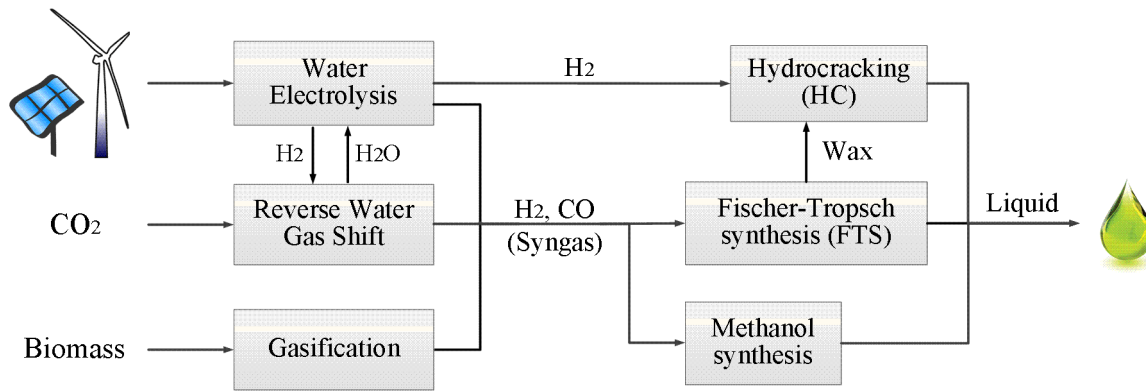 Water
Electrolysis
H2
Hydrocracking
(HC)
H2
H2O
Wax
CO2
Reverse Water
Gas Shift
H2, CO
(Syngas)
Fischer-Tropsch
synthesis (FTS)
Liquid
Biomass
Gasification
Methanol
synthesis